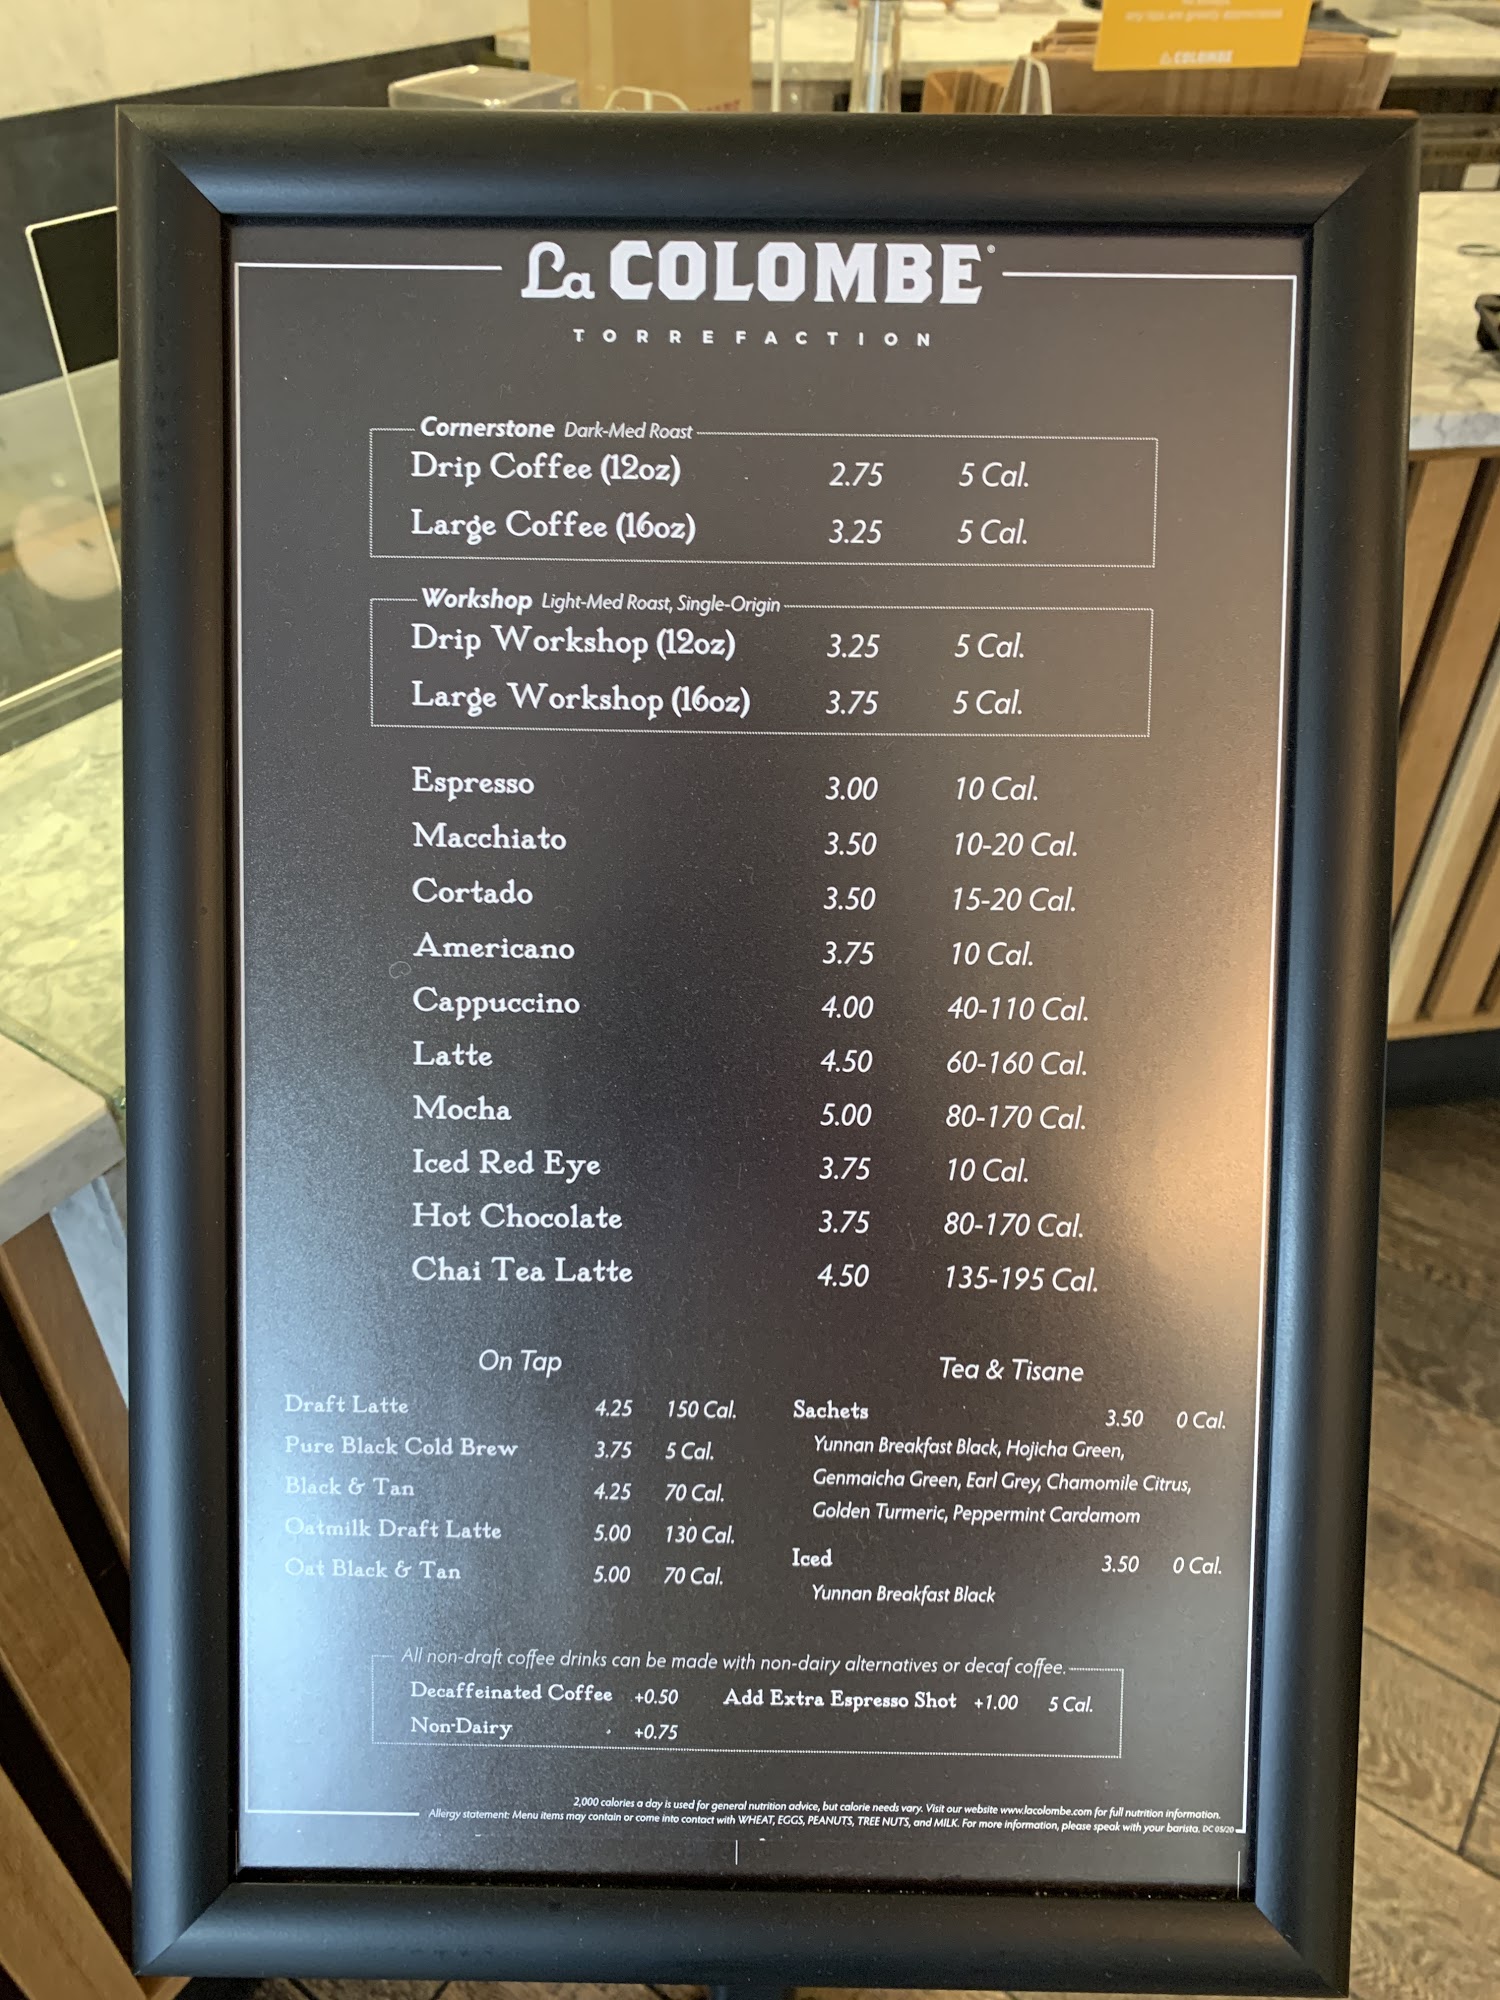 any tips are greatly appreciated
LA COLOMBE
La COLOMBE®
TORREFACTION
Cornerstone Dark-Med Roast
Drip Coffee (12oz) 2.75 5 Cal.
Large Coffee (16oz) 3.25 5 Cal.
Workshop Light-Med Roast, Single-Origin
Drip Workshop (12oz) 3.25 5 Cal.
Large Workshop (16oz) 3.75 5 Cal.
Espresso 3.00 10 Cal.
Macchiato 3.50 10-20 Cal.
Cortado 3.50 15-20 Cal.
Americano 3.75 10 Cal.
Cappuccino 4.00 40-110 Cal.
Latte 4.50 60-160 Cal.
Mocha 5.00 80-170 Cal.
Iced Red Eye 3.75 10 Cal.
Hot Chocolate 3.75 80-170 Cal.
Chai Tea Latte 4.50 135-195 Cal.
On Tap
Draft Latte 4.25 150 Cal.
Pure Black Cold Brew 3.75 5 Cal.
Black & Tan 4.25 70 Cal.
Oatmilk Draft Latte 5.00 130 Cal.
Oat Black & Tan 5.00 70 Cal.
Tea & Tisane
Sachets 3.50 0 Cal.
Yunnan Breakfast Black, Hojicha Green,
Genmaicha Green, Earl Grey, Chamomile Citrus,
Golden Turmeric, Peppermint Cardamom
Iced 3.50 0 Cal.
Yunnan Breakfast Black
All non-draft coffee drinks can be made with non-dairy alternatives or decaf coffee.
Decaffeinated Coffee +0.50 Add Extra Espresso Shot +1.00 5 Cal.
Non-Dairy +0.75
2,000 calories a day is used for general nutrition advice, but calorie needs vary. Visit our website www.lacolombe.com for full nutrition information.
Allergy statement: Menu items may contain or come into contact with WHEAT, EGGS, PEANUTS, TREE NUTS, and MILK. For more information, please speak with your barista. DC 03/20